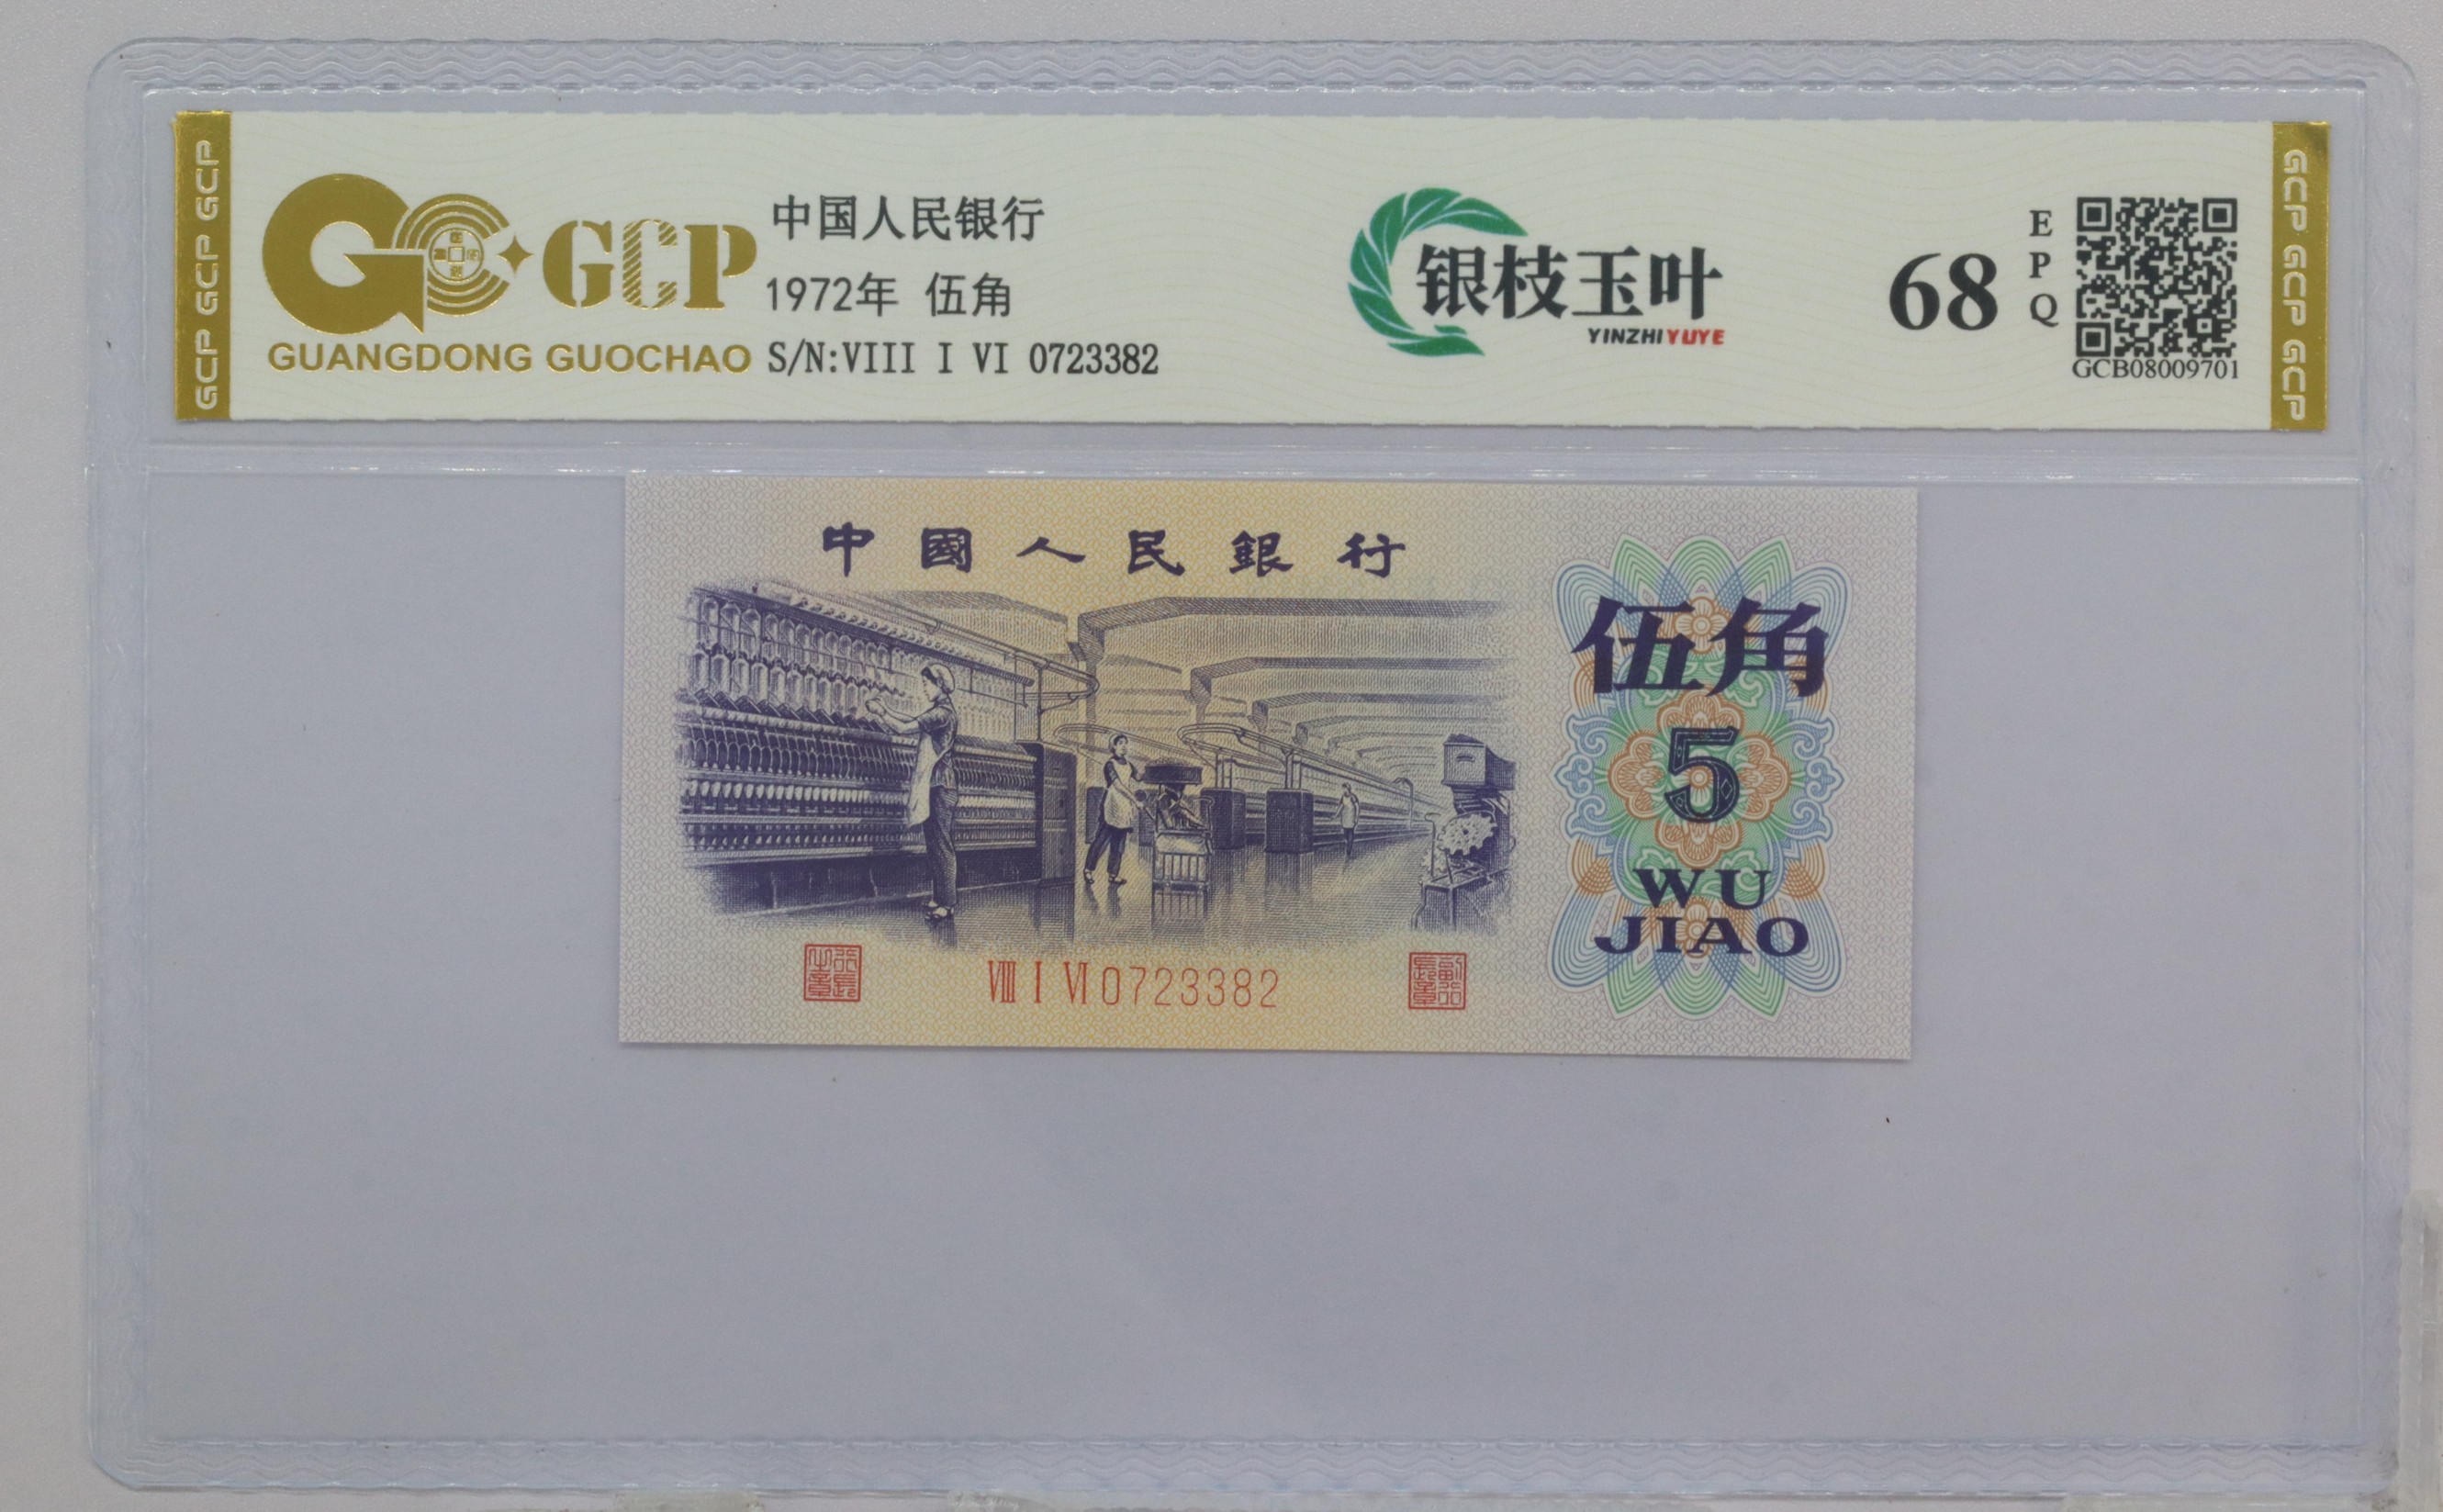 GCP GCP GCP
GCP
GUANGDONG GUOCHAO
中国人民银行
1972年 伍角
S/N:VIII I VI 0723382
银枝玉叶
YINZHIYUYE
68
EPQ
GCB08009701
GCP GCP GCP
中國人民銀行
伍角
5
WU
JIAO
VIII I VI 0723382